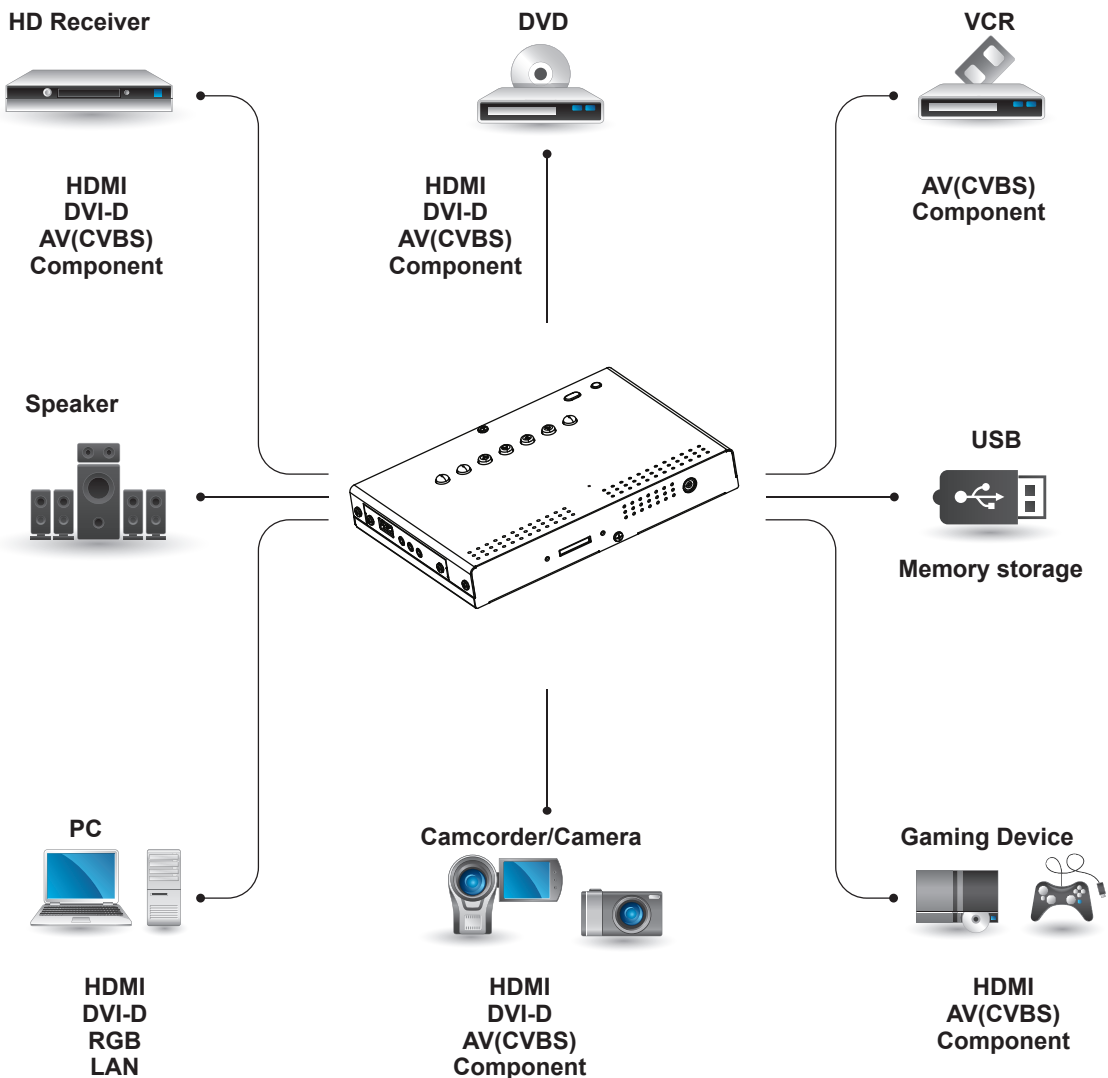 HD Receiver
HDMI
DVI-D
AV(CVBS)
Component
DVD
HDMI
DVI-D
AV(CVBS)
Component
VCR
AV(CVBS)
Component
Speaker
USB
Memory storage
PC
HDMI
DVI-D
RGB
LAN
Camcorder/Camera
HDMI
DVI-D
AV(CVBS)
Component
Gaming Device
HDMI
AV(CVBS)
Component